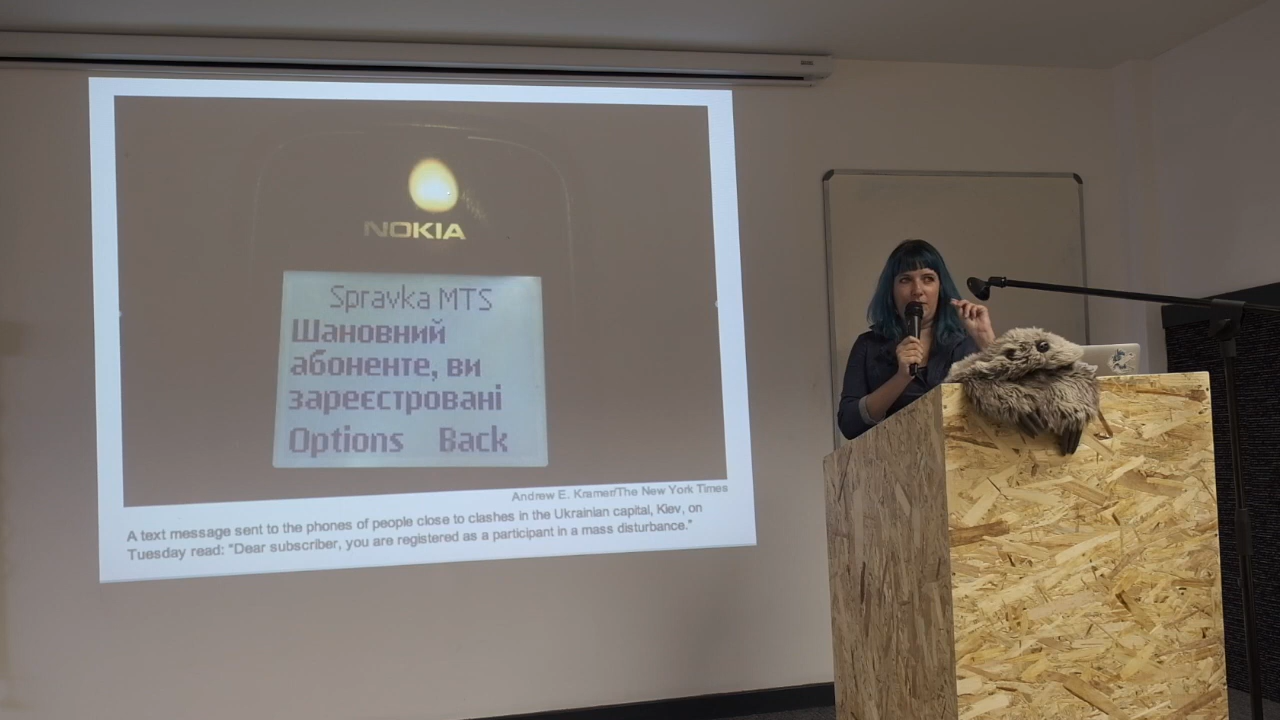 NOKIA
Spravka MTS
Шановний
абоненте, ви
зареєстровані
Options Back
Andrew E. Kramer/The New York Times
A text message sent to the phones of people close to clashes in the Ukrainian capital, Kiev, on
Tuesday read: "Dear subscriber, you are registered as a participant in a mass disturbance."